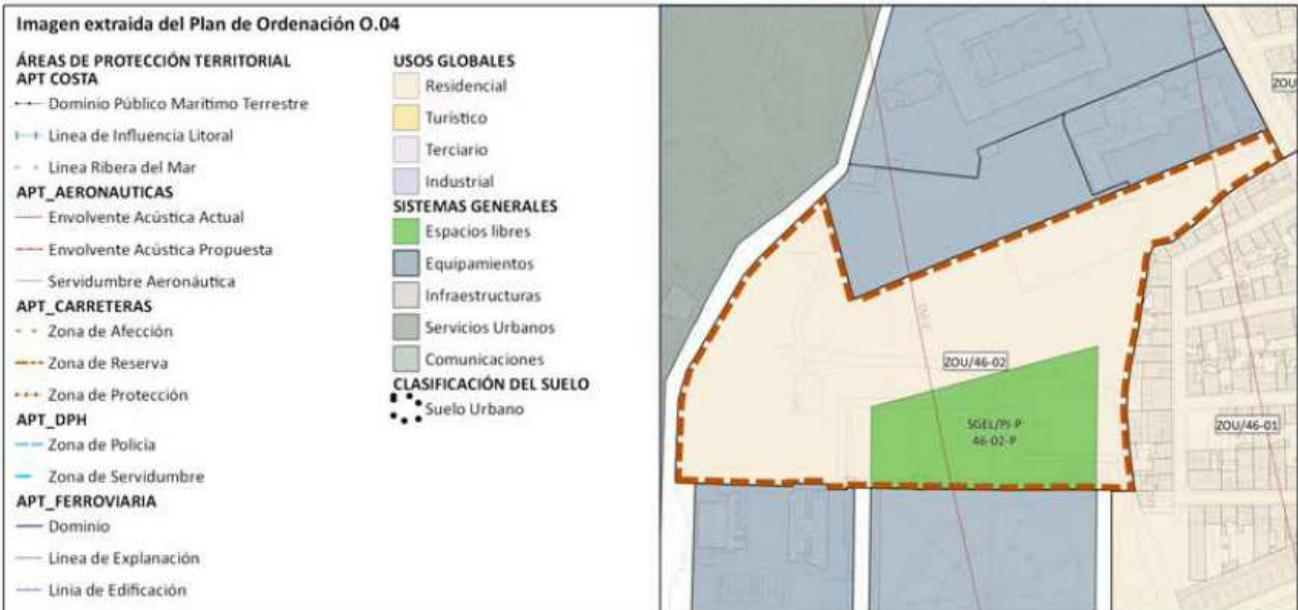 Imagen extraida del Plan de Ordenación O.04
ÁREAS DE PROTECCIÓN TERRITORIAL
APT COSTA
Dominio Público Marítimo Terrestre
Linea de Influencia Litoral
Linea Ribera del Mar
APT_AERONAUTICAS
Envolvente Acústica Actual
Envolvente Acústica Propuesta
Servidumbre Aeronáutica
APT_CARRETERAS
Zona de Afección
Zona de Reserva
Zona de Protección
APT_DPH
Zona de Policía
Zona de Servidumbre
APT_FERROVIARIA
Dominio
Linea de Explanación
Linia de Edificación
USOS GLOBALES
Residencial
Turístico
Terciario
Industrial
SISTEMAS GENERALES
Espacios libres
Equipamientos
Infraestructuras
Servicios Urbanos
Comunicaciones
CLASIFICACIÓN DEL SUELO
Suelo Urbano
ZOU
ZOU/46-02
SGEL/PJ-P
46-02-P
ZOU/46-01